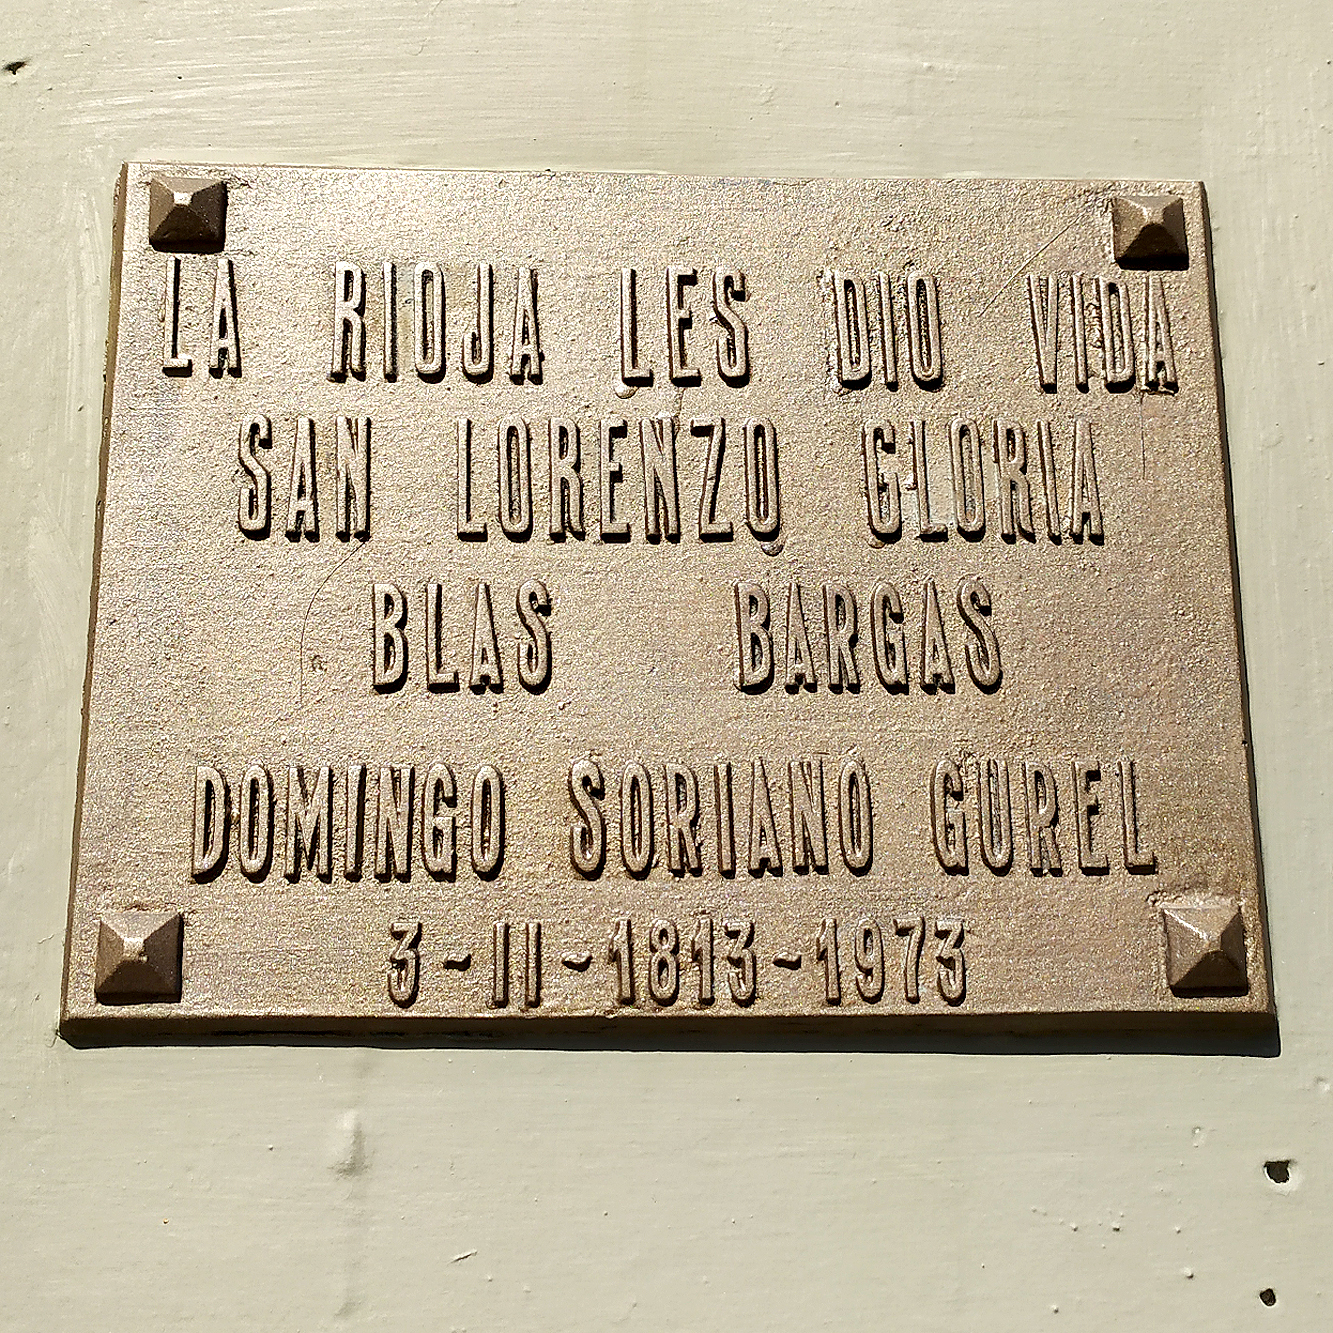 LA RIOJA LES DIO VIDA
SAN LORENZO GLORIA
BLAS BARGAS
DOMINGO SORIANO GUREL
3-II-1813-1973